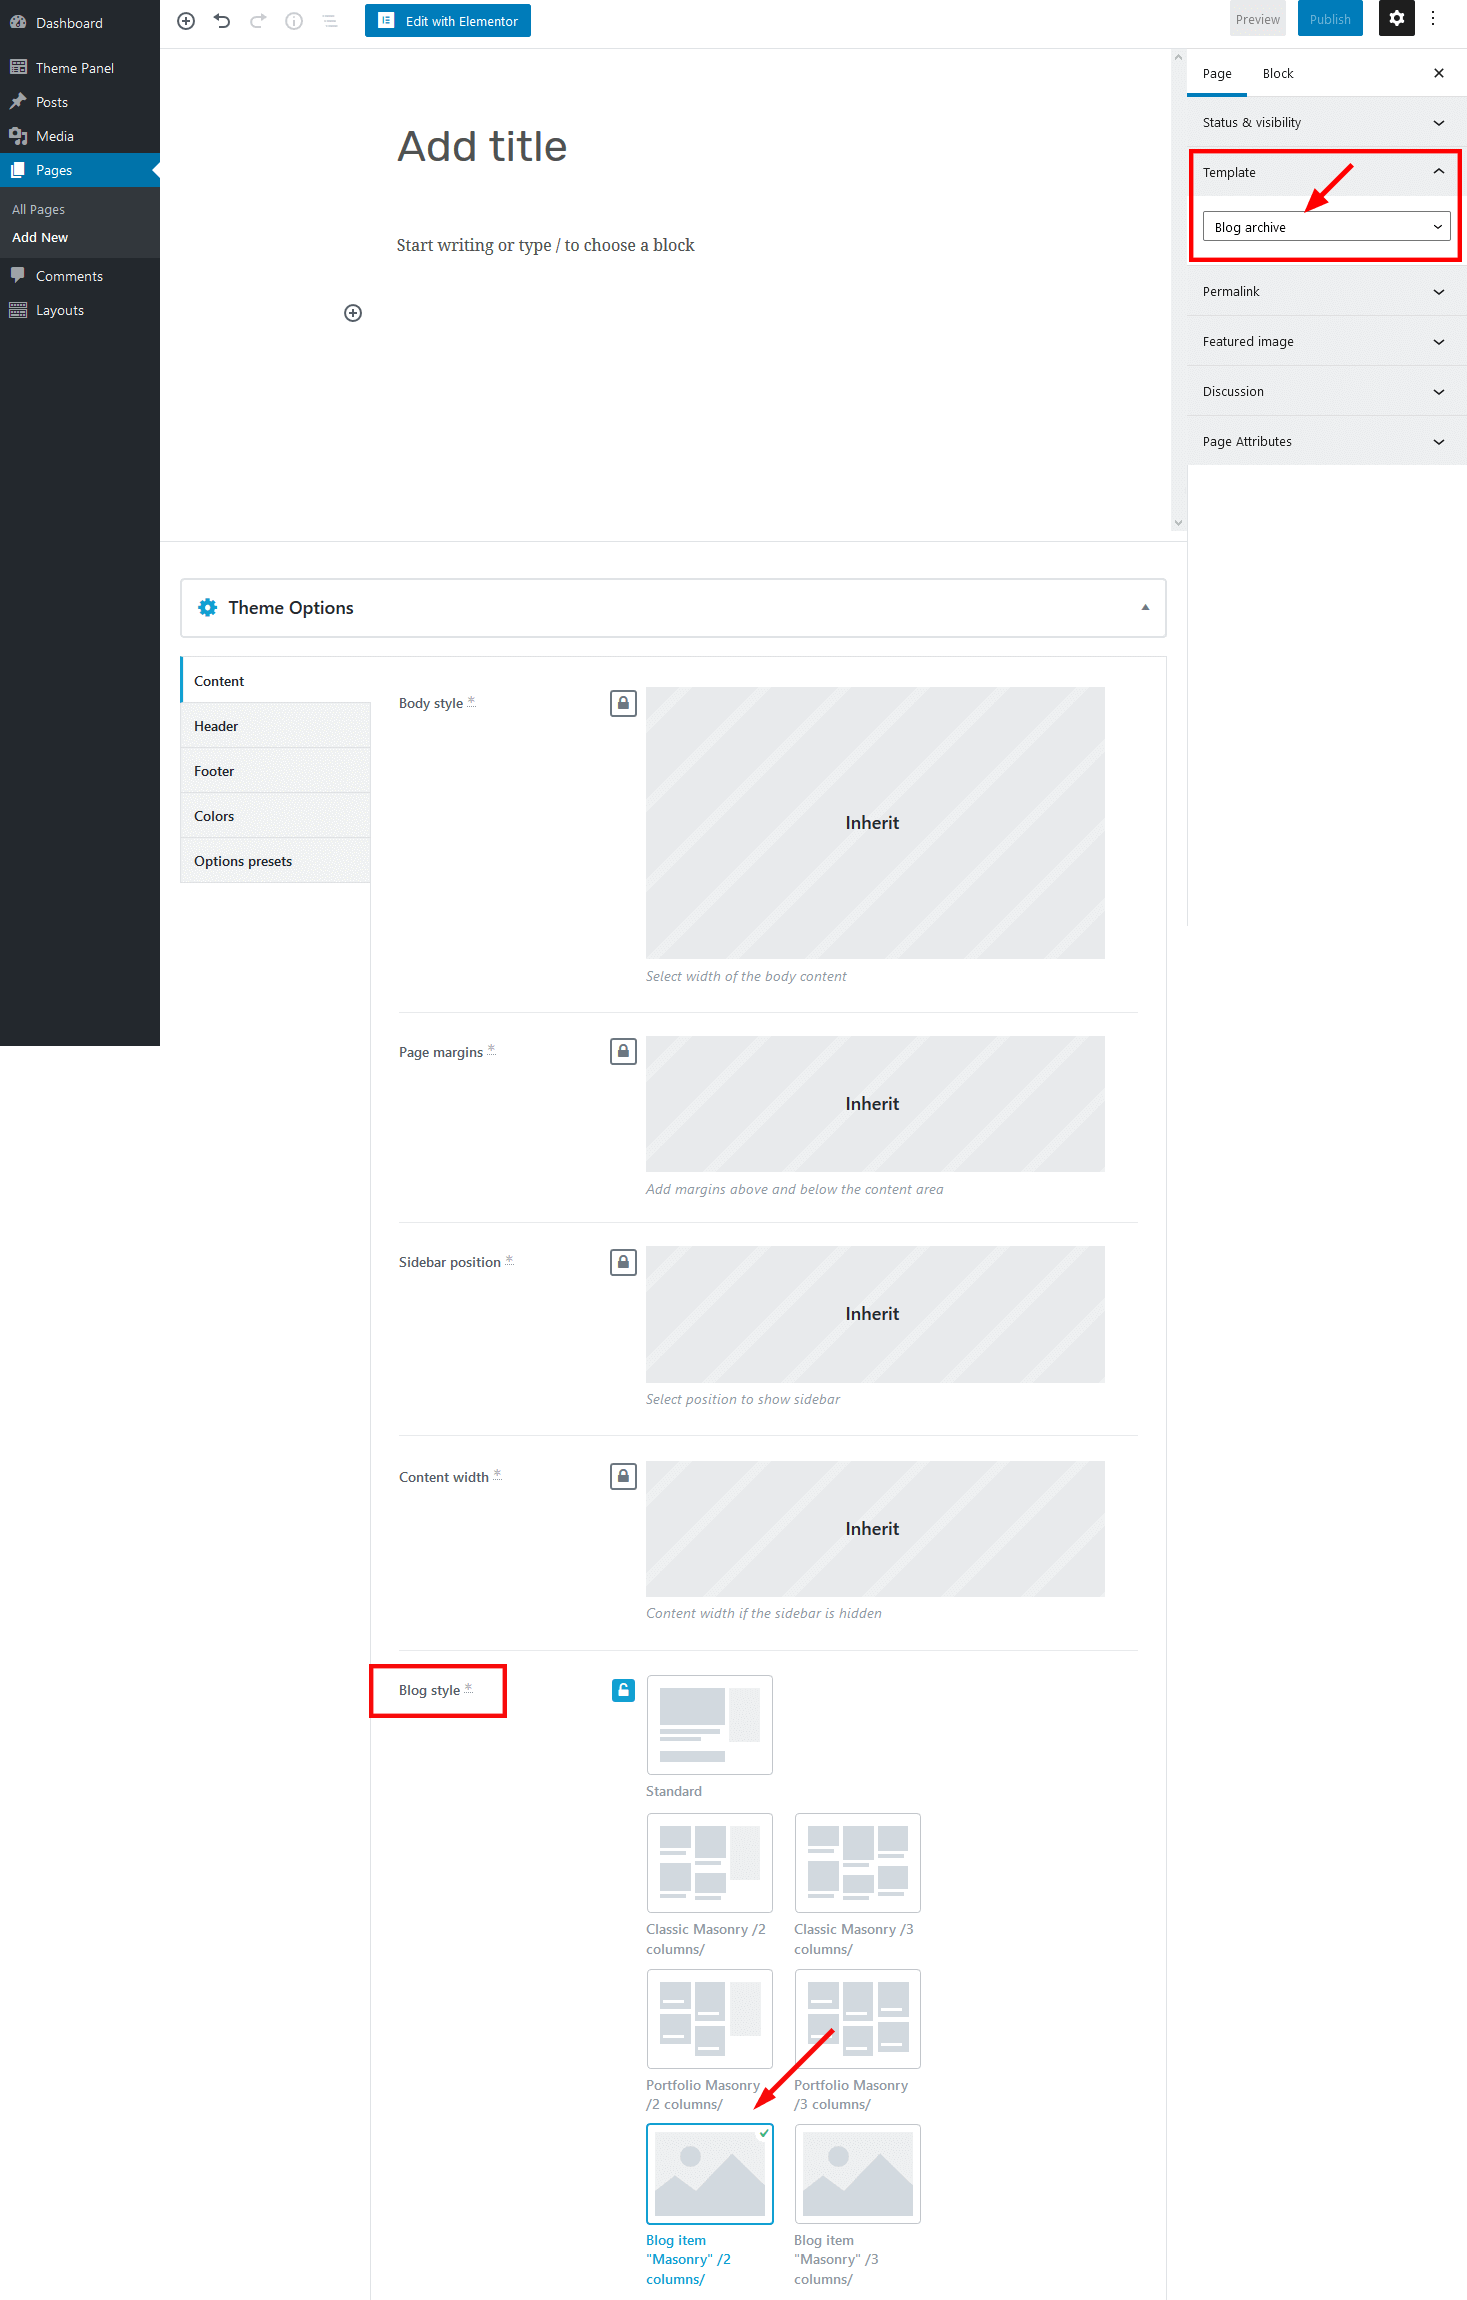 Dashboard
Theme Panel
Posts
Media
Pages
All Pages
Add New
Comments
Layouts
Edit with Elementor
Preview
Publish
Add title
Start writing or type / to choose a block
Page
Block
Status & visibility
Template
Blog archive
Permalink
Featured image
Discussion
Page Attributes
Theme Options
Content
Header
Footer
Colors
Options presets
Body style *
Inherit
Select width of the body content
Page margins *
Inherit
Add margins above and below the content area
Sidebar position *
Inherit
Select position to show sidebar
Content width *
Inherit
Content width if the sidebar is hidden
Blog style *
Standard
Classic Masonry /2
columns/
Classic Masonry /3
columns/
Portfolio Masonry
/2 columns/
Portfolio Masonry
/3 columns/
Blog item
"Masonry" /2
columns/
Blog item
"Masonry" /3
columns/